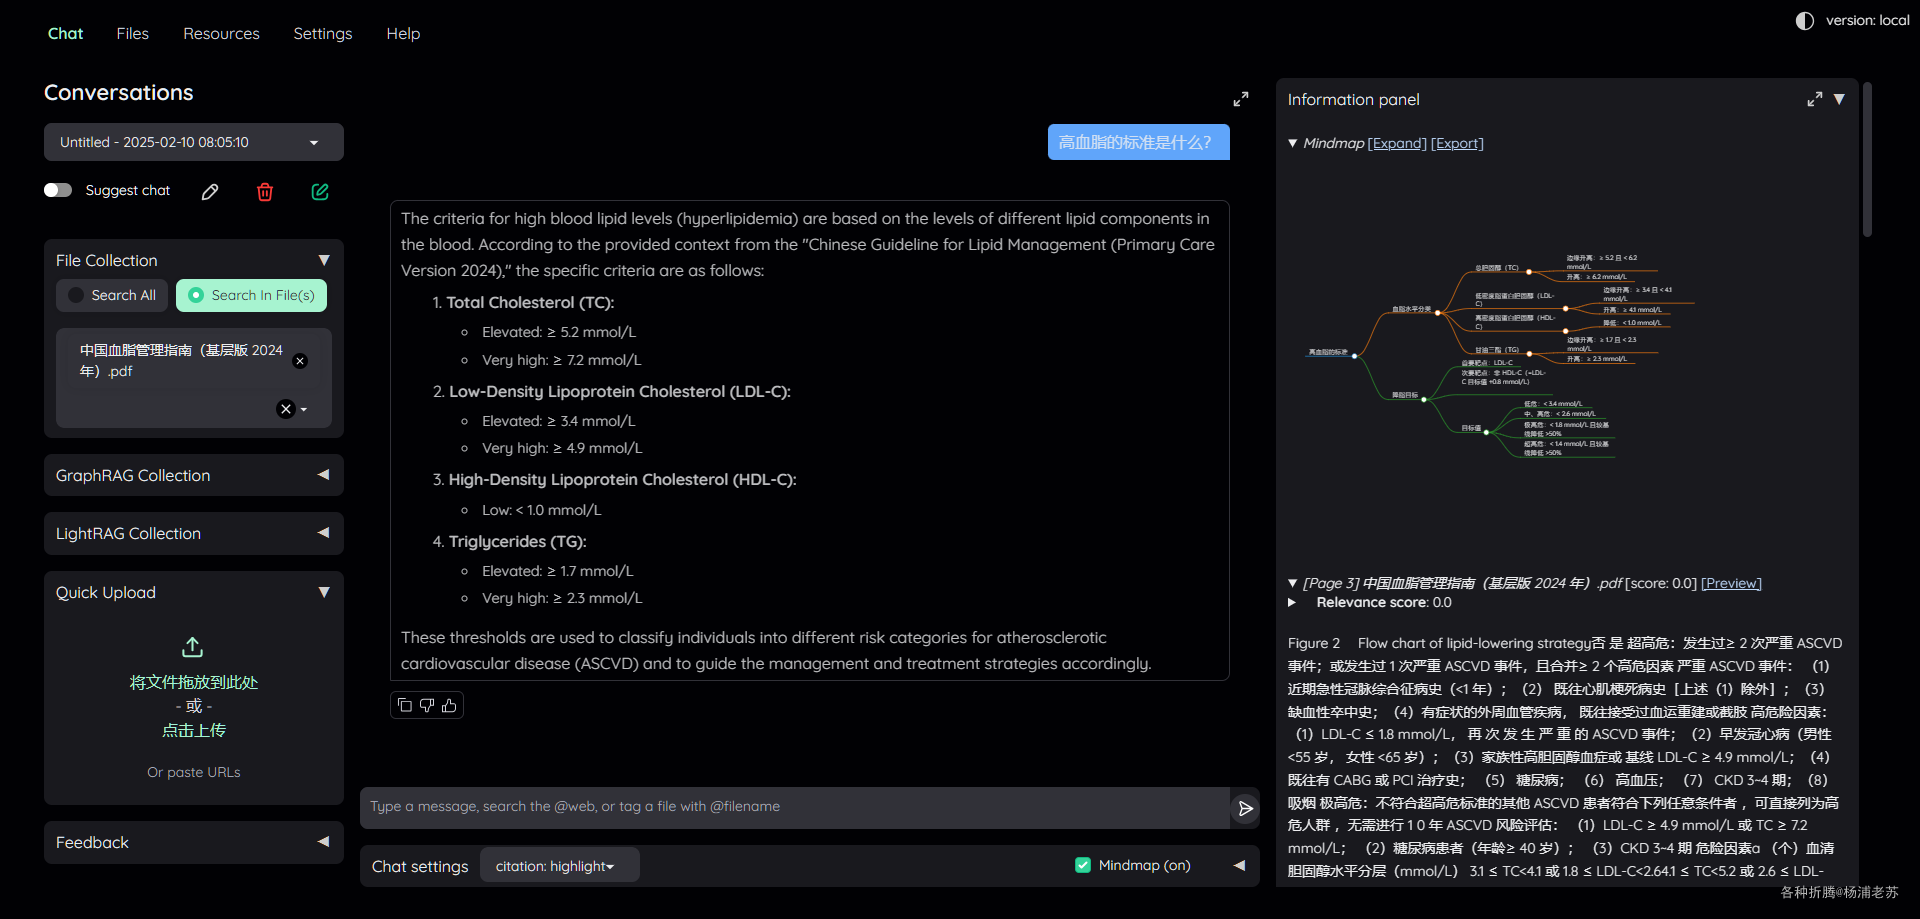 Chat
Files
Resources
Settings
Help
version: local
Conversations
Untitled - 2025-02-10 08:05:10
Suggest chat
File Collection
Search All
Search In File(s)
中国血脂管理指南（基层版 2024
年）.pdf
GraphRAG Collection
LightRAG Collection
Quick Upload
将文件拖放到此处
- 或 -
点击上传
Or paste URLs
Feedback
高血脂的标准是什么？
The criteria for high blood lipid levels (hyperlipidemia) are based on the levels of different lipid components in
the blood. According to the provided context from the "Chinese Guideline for Lipid Management (Primary Care
Version 2024)," the specific criteria are as follows:
1. Total Cholesterol (TC):
Elevated: ≥ 5.2 mmol/L
Very high: ≥ 7.2 mmol/L
2. Low-Density Lipoprotein Cholesterol (LDL-C):
Elevated: ≥ 3.4 mmol/L
Very high: ≥ 4.9 mmol/L
3. High-Density Lipoprotein Cholesterol (HDL-C):
Low: < 1.0 mmol/L
4. Triglycerides (TG):
Elevated: ≥ 1.7 mmol/L
Very high: ≥ 2.3 mmol/L
These thresholds are used to classify individuals into different risk categories for atherosclerotic
cardiovascular disease (ASCVD) and to guide the management and treatment strategies accordingly.
Type a message, search the @web, or tag a file with @filename
Chat settings
citation: highlight
Mindmap (on)
Information panel
Mindmap [Expand] [Export]
高血脂的标准
血脂水平分类
总胆固醇（TC）
边缘升高：≥ 5.2 且 < 6.2
mmol/L
升高：≥ 6.2 mmol/L
低密度脂蛋白胆固醇（LDL-
C）
边缘升高：≥ 3.4 且 < 4.1
mmol/L
升高：≥ 4.1 mmol/L
高密度脂蛋白胆固醇（HDL-
C）
降低：< 1.0 mmol/L
甘油三酯（TG）
边缘升高：≥ 1.7 且 < 2.3
mmol/L
升高：≥ 2.3 mmol/L
降脂目标
首要靶点：LDL-C
次要靶点：非 HDL-C（=LDL-
C 目标值 +0.8 mmol/L）
目标值
低危：< 3.4 mmol/L
中、高危：< 2.6 mmol/L
极高危：< 1.8 mmol/L 且较基
线降低 >50%
超高危：< 1.4 mmol/L 且较基
线降低 >50%
[Page 3] 中国血脂管理指南（基层版 2024 年）.pdf [score: 0.0] [Preview]
Relevance score: 0.0
Figure 2 Flow chart of lipid-lowering strategy否 是 超高危：发生过≥ 2 次严重 ASCVD
事件；或发生过 1 次严重 ASCVD 事件，且合并≥ 2 个高危因素 严重 ASCVD 事件：（1）
近期急性冠脉综合征病史（<1 年）；（2） 既往心肌梗死病史［上述（1）除外］；（3）
缺血性卒中史；（4）有症状的外周血管疾病， 既往接受过血运重建或截肢 高危险因素：
（1）LDL-C ≤ 1.8 mmol/L， 再 次 发 生 严 重 的 ASCVD 事件；（2）早发冠心病（男性
<55 岁， 女性 <65 岁）；（3）家族性高胆固醇血症或 基线 LDL-C ≥ 4.9 mmol/L；（4）
既往有 CABG 或 PCI 治疗史；（5） 糖尿病；（6） 高血压；（7） CKD 3~4 期；（8）
吸烟 极高危：不符合超高危标准的其他 ASCVD 患者符合下列任意条件者 ，可直接列为高
危人群 ，无需进行 1 0 年 ASCVD 风险评估：（1）LDL-C ≥ 4.9 mmol/L 或 TC ≥ 7.2
mmol/L；（2）糖尿病患者（年龄≥ 40 岁）；（3）CKD 3~4 期 危险因素a （个）血清
胆固醇水平分层（mmol/L） 3.1 ≤ TC<4.1 或 1.8 ≤ LDL-C<2.64.1 ≤ TC<5.2 或 2.6 ≤ LDL-
各种折腾@杨浦老苏